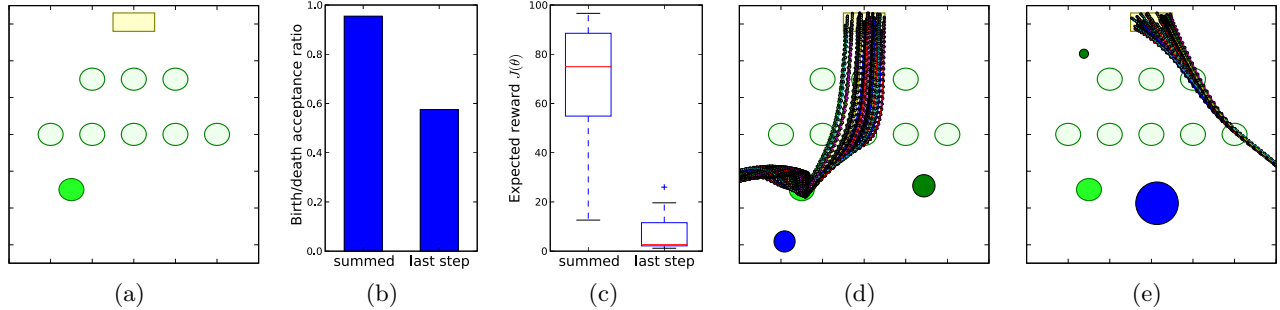 Birth/death acceptance ratio
1.0
0.8
0.6
0.4
0.2
0.0
summed
last step
Expected reward J(θ)
100
80
60
40
20
0
summed
last step
(a)
(b)
(c)
(d)
(e)